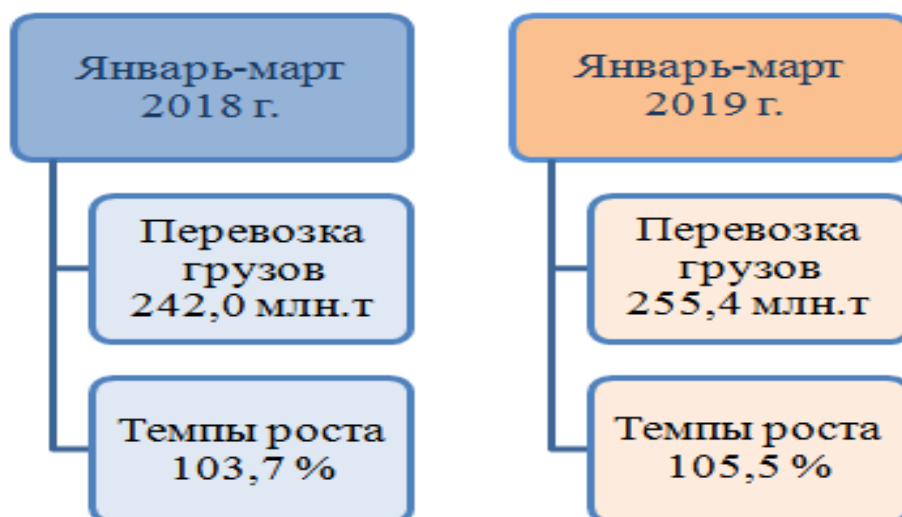 Январь-март
2018 г.
Перевозка
грузов
242,0 млн.т
Темпы роста
103,7 %
Январь-март
2019 г.
Перевозка
грузов
255,4 млн.т
Темпы роста
105,5 %